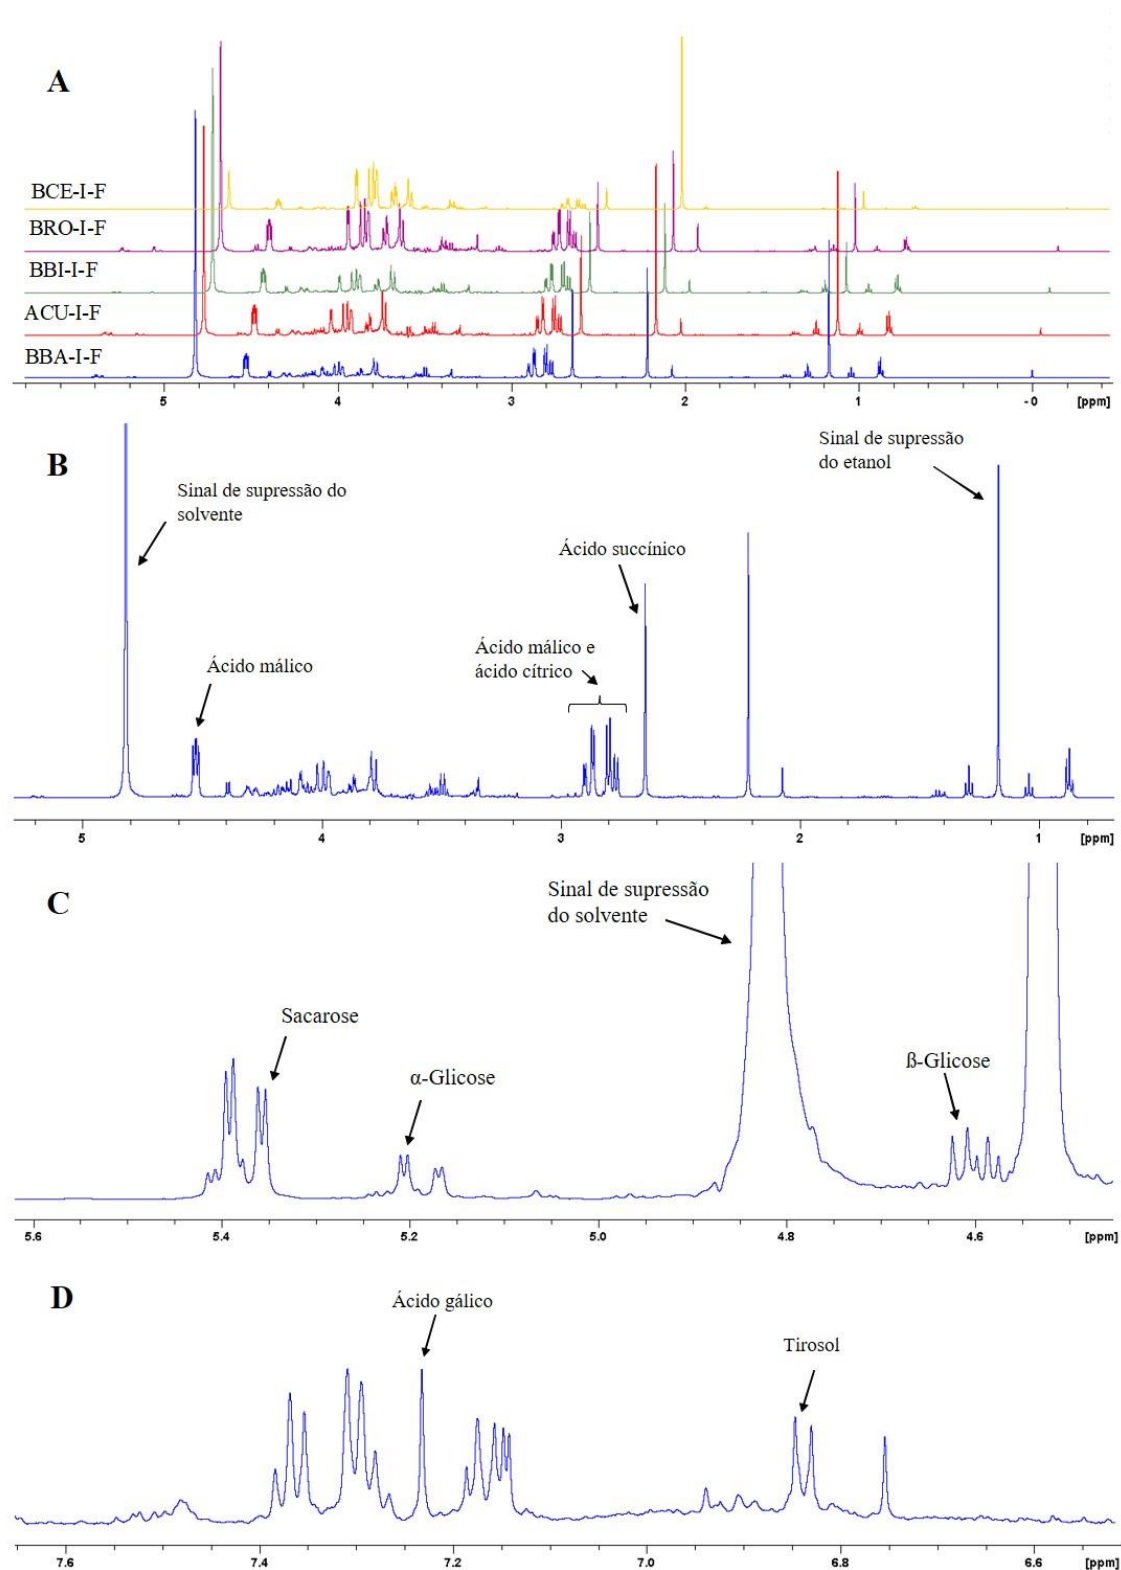 A
BCE-I-F
BRO-I-F
BBI-I-F
ACU-I-F
BBA-I-F
5 4 3 2 1 - 0 [ppm]
B
Sinal de supressão do
solvente
Ácido málico
Ácido málico e
ácido cítrico
Ácido succínico
Sinal de supressão
do etanol
5 4 3 2 1 [ppm]
C
Sacarose
α-Glicose
Sinal de supressão
do solvente
ß-Glicose
5.6 5.4 5.2 5.0 4.8 4.6 [ppm]
D
Ácido gálico
Tirosol
7.6 7.4 7.2 7.0 6.8 6.6 [ppm]